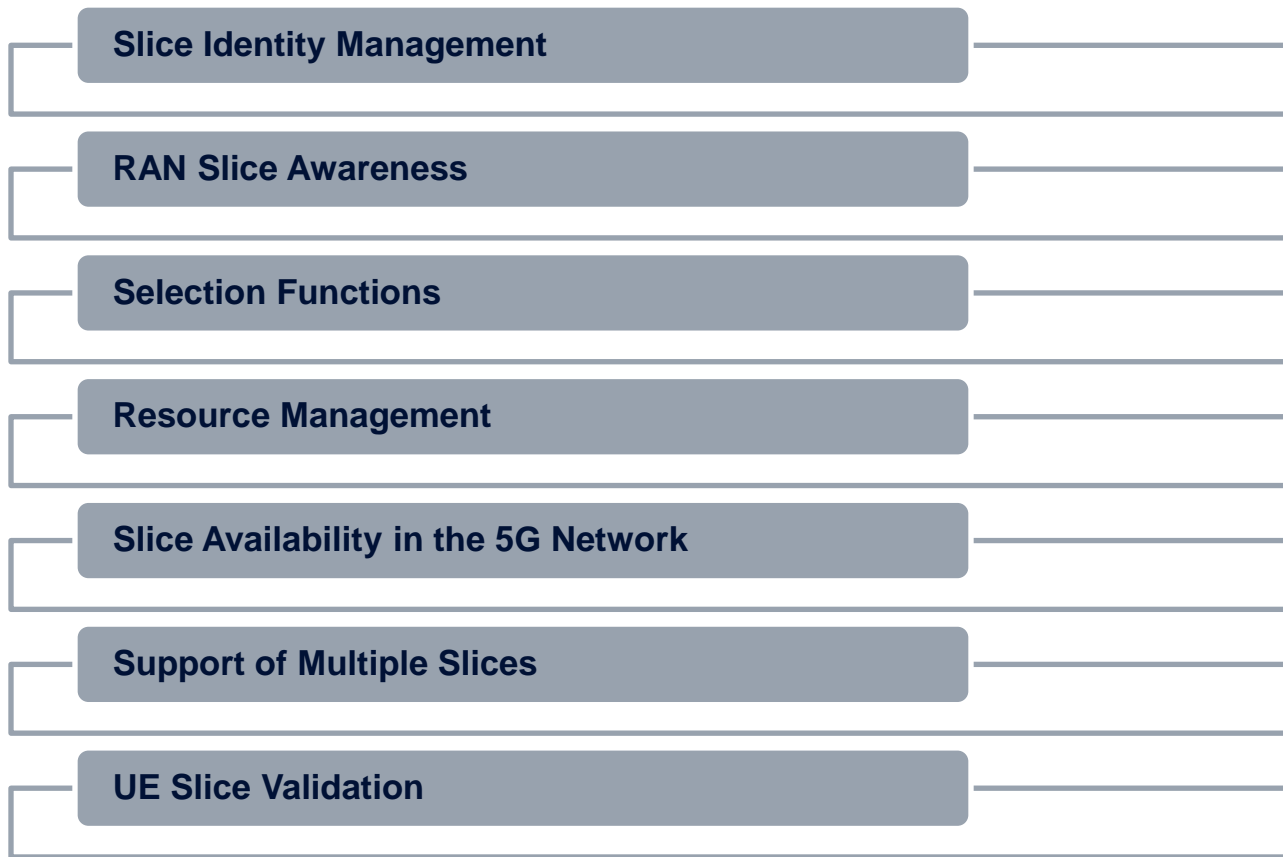 Slice Identity Management
RAN Slice Awareness
Selection Functions
Resource Management
Slice Availability in the 5G Network
Support of Multiple Slices
UE Slice Validation